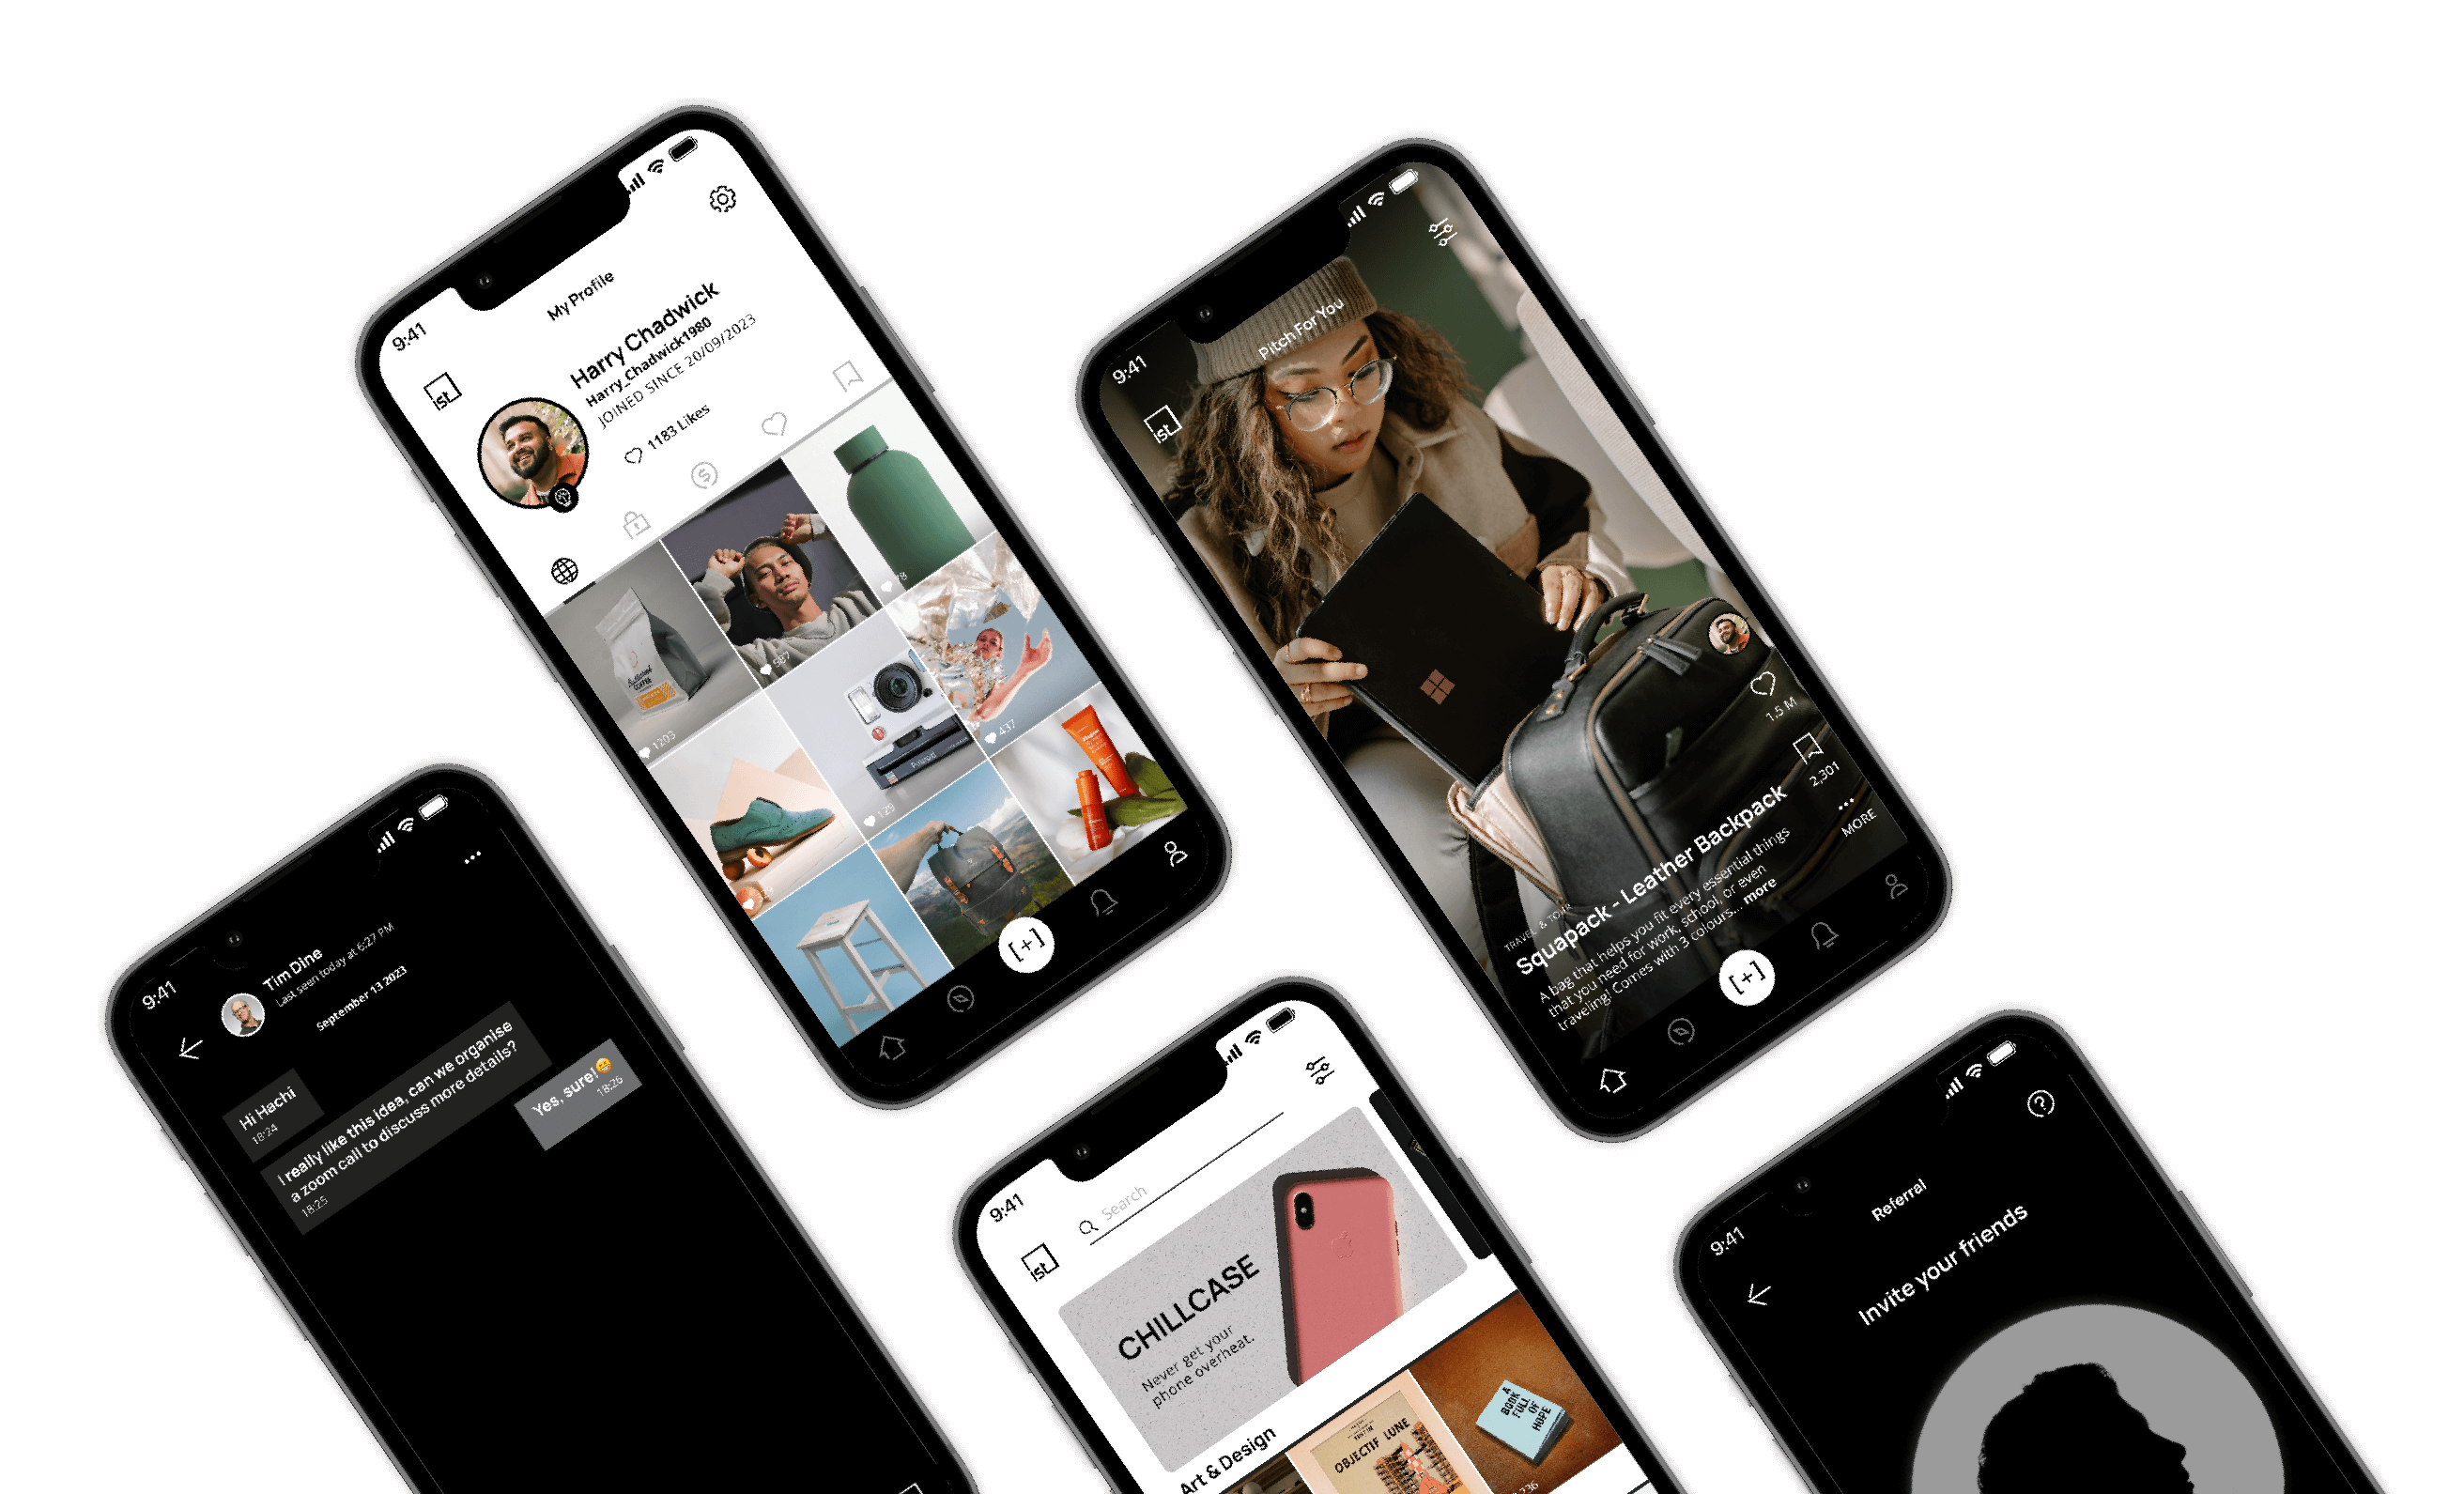 9:41
My Profile
ist
Harry Chadwick
Harry_Chadwick1980
JOINED SINCE 20/09/2023
1183 Likes
1203
587
78
129
437
Polaroid
[+]
9:41
Pitch For You
ist
1.5 M
2,301
MORE
TRAVEL & TOUR
Squapack - Leather Backpack
A bag that helps you fit every essential things
that you need for work, school, or even
traveling! Comes with 3 colours... more
[+]
9:41
Tim Dine
Last seen today at 6:27 PM
September 13 2023
Hi Hachi
18:24
I really like this idea, can we organise
a zoom call to discuss more details?
18:25
Yes, sure!😄
18:26
9:41
Search
ist
CHILLCASE
Never get your
phone overheat.
Art & Design
OBJECTIF LUNE
A
BOOK
FULL
OF
HOPE
236
9:41
Referral
Invite your friends